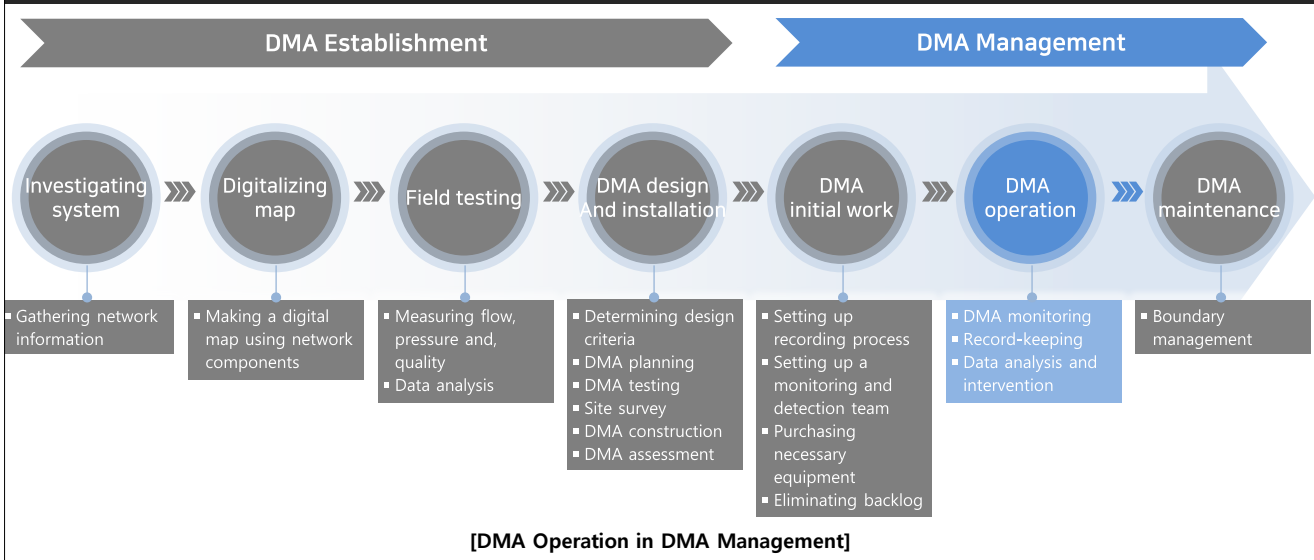 DMA Establishment
DMA Management
Investigating
system
Digitalizing
map
Field testing
DMA design
And installation
DMA
initial work
DMA
operation
DMA
maintenance
▪ Gathering network
information
▪ Making a digital
map using network
components
▪ Measuring flow,
pressure and,
quality
▪ Data analysis
▪ Determining design
criteria
▪ DMA planning
▪ DMA testing
▪ Site survey
▪ DMA construction
▪ DMA assessment
▪ Setting up
recording process
▪ Setting up a
monitoring and
detection team
▪ Purchasing
necessary
equipment
▪ Eliminating backlog
▪ DMA monitoring
▪ Record-keeping
▪ Data analysis and
intervention
▪ Boundary
management
[DMA Operation in DMA Management]